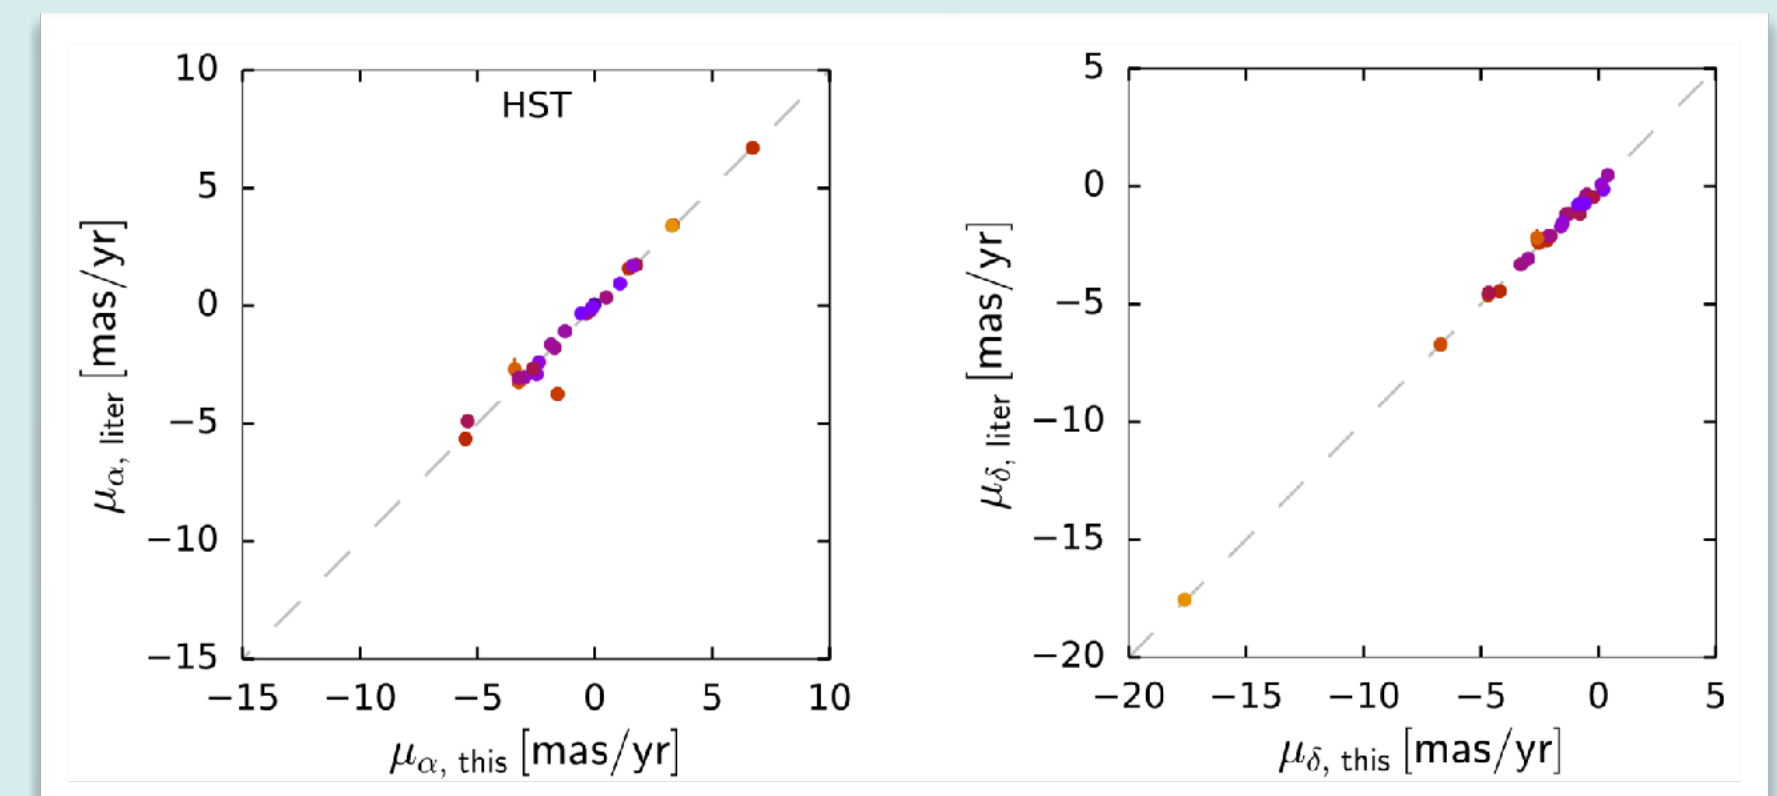 10
5
0
−5
−10
−15
HST
μα, liter [mas/yr]
−15 −10 −5 0 5 10
μα, this [mas/yr]
5
0
−5
−10
−15
−20
μδ, liter [mas/yr]
−20 −15 −10 −5 0 5
μδ, this [mas/yr]